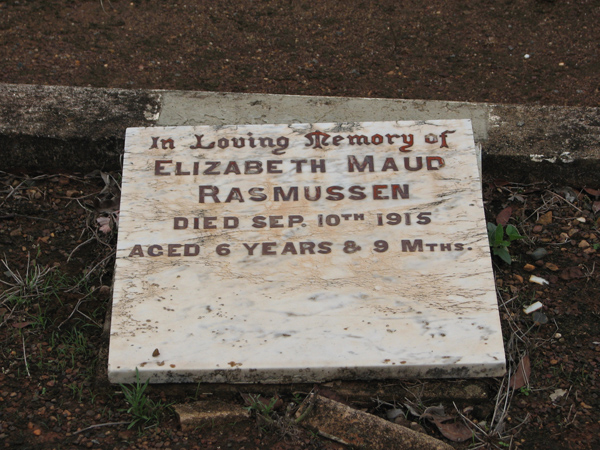 In Loving Memory of
ELIZABETH MAUD
RASMUSSEN
DIED SEP. 10TH 1915
AGED 6 YEARS & 9 MTHS.